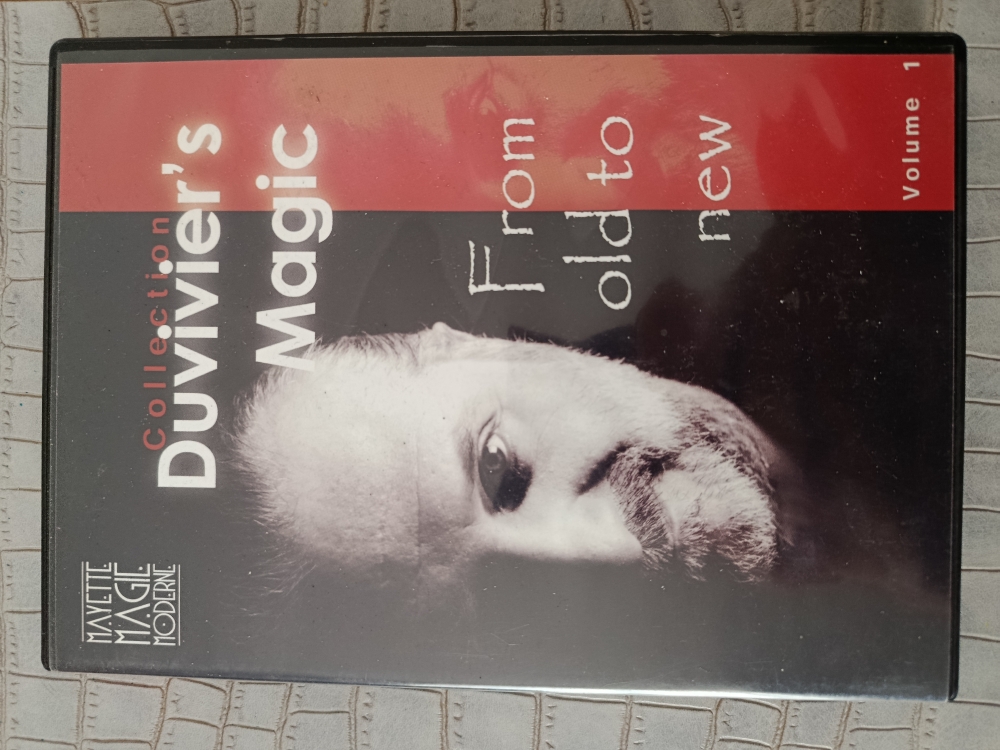 MAYETTE
MAGIE
MODERNE
Collection
Duvivier's
Magic
From
old to
new
Volume 1